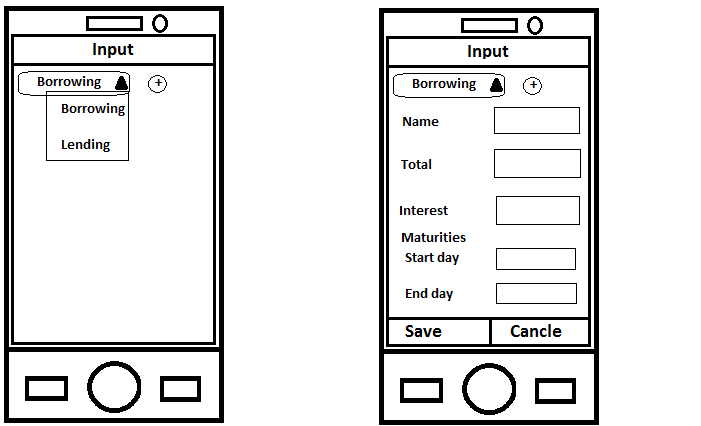 Input
Borrowing
+
Borrowing
Lending
Input
Borrowing
+
Name
Total
Interest
Maturities
Start day
End day
Save
Cancle